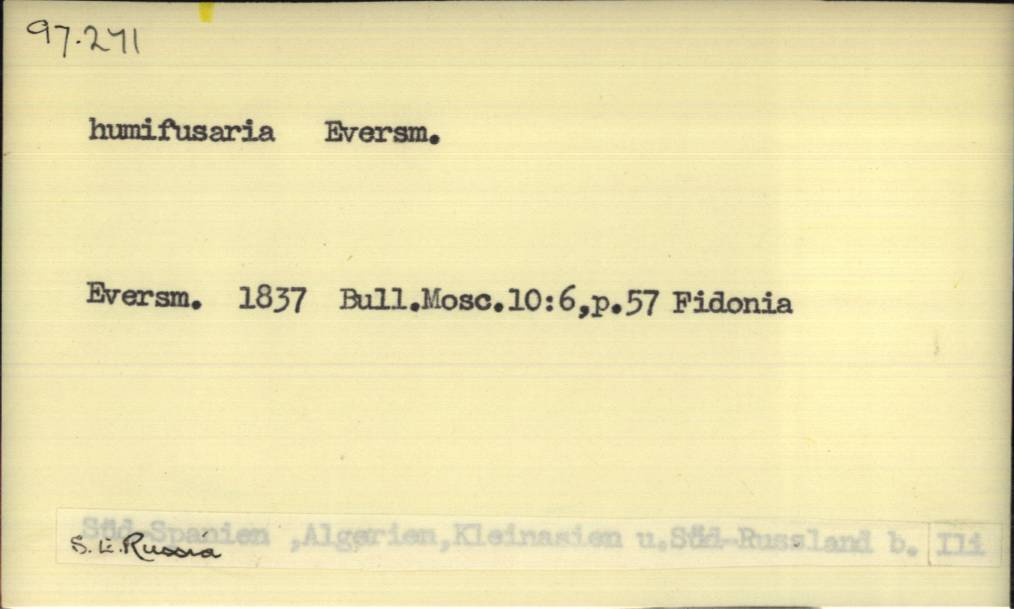 97.271
humifusaria Eversm.
Eversm. 1837 Bull.Mosc.10:6,p.57 Fidonia
Süd-Spanien ,Algerien,Kleinasien u.Süd-Russland b. Ili
S.E. Russia